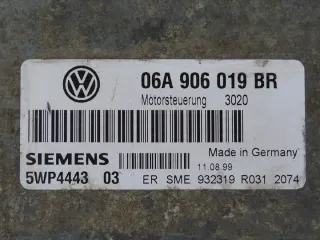 06A 906 019 BR
Motorsteuerung 3020
SIEMENS Made in Germany
11.08.99
5WP4443 03 ER SME 932319 R031 2074